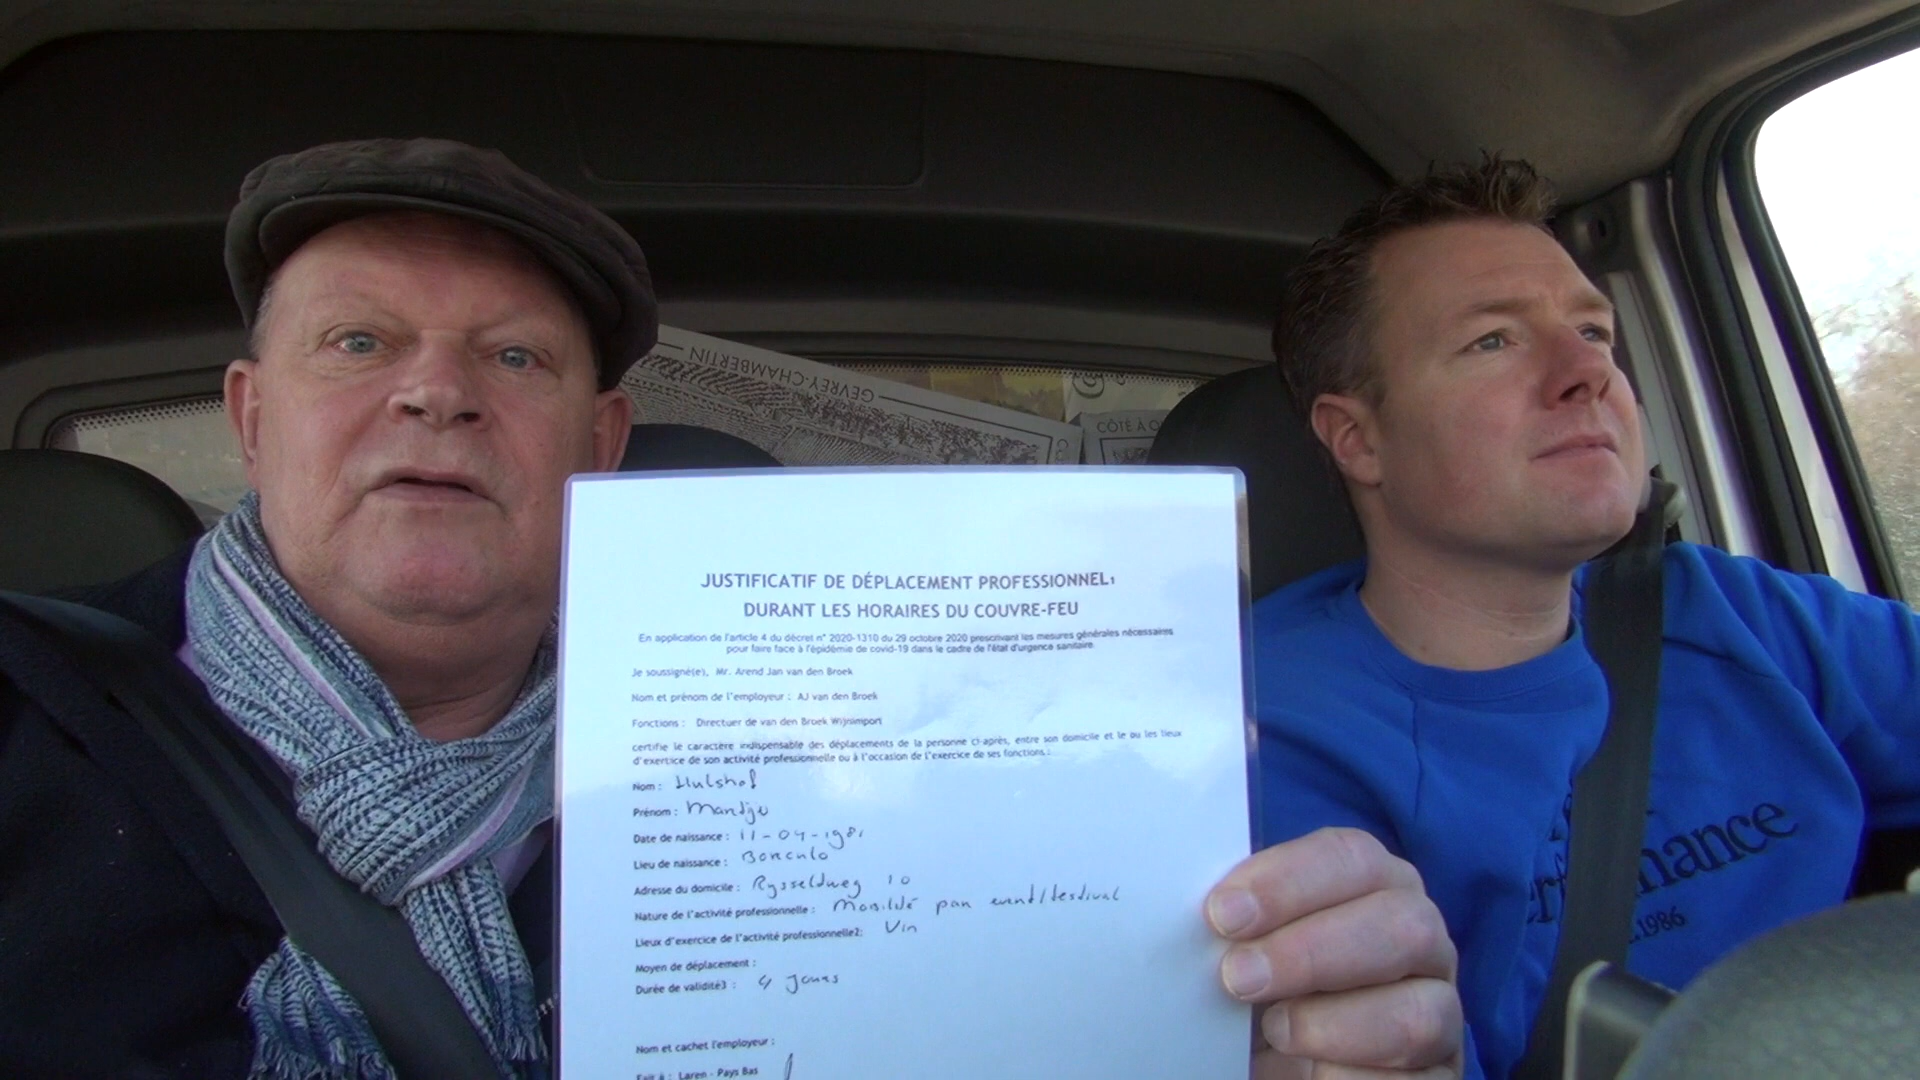 GEVREY-CHAMBERTIN
CÔTÉ À
JUSTIFICATIF DE DÉPLACEMENT PROFESSIONNEL1
DURANT LES HORAIRES DU COUVRE-FEU
En application de l'article 4 du décret n° 2020-1310 du 29 octobre 2020 prescrivant les mesures générales nécessaires
pour faire face à l'épidémie de covid-19 dans le cadre de l'état d'urgence sanitaire.
Je soussigné(e), Mr. Arend Jan van den Broek
Nom et prénom de l'employeur : AJ van den Broek
Fonctions : Directuer de van den Broek Wijnimport
certifie le caractère indispensable des déplacements de la personne ci-après, entre son domicile et le ou les lieux
d'exercice de son activité professionnelle ou à l'occasion de l'exercice de ses fonctions :
Nom : Hulshof
Prénom :
Date de naissance : 11-04-1981
Lieu de naissance : Borculo
Adresse du domicile : Rysseldweg 10
Nature de l'activité professionnelle :
Lieux d'exercice de l'activité professionnelle2: Vin
Moyen de déplacement :
Durée de validité3 : 4 Jours
Nom et cachet l'employeur :
Fait à : Laren - Pays Bas
mance
1986